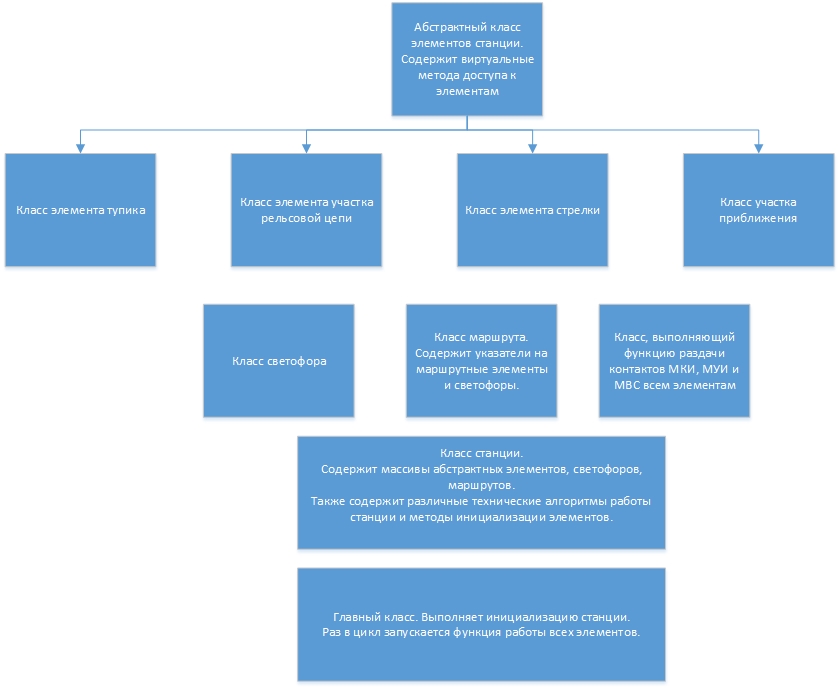 Абстрактный класс
элементов станции.
Содержит виртуальные
метода доступа к
элементам
Класс элемента тупика
Класс элемента участка
рельсовой цепи
Класс элемента стрелки
Класс участка
приближения
Класс светофора
Класс маршрута.
Содержит указатели на
маршрутные элементы
и светофоры.
Класс, выполняющий
функцию раздачи
контактов МКИ, МУИ и
МВС всем элементам
Класс станции.
Содержит массивы абстрактных элементов, светофоров,
маршрутов.
Также содержит различные технические алгоритмы работы
станции и методы инициализации элементов.
Главный класс. Выполняет инициализацию станции.
Раз в цикл запускается функция работы всех элементов.